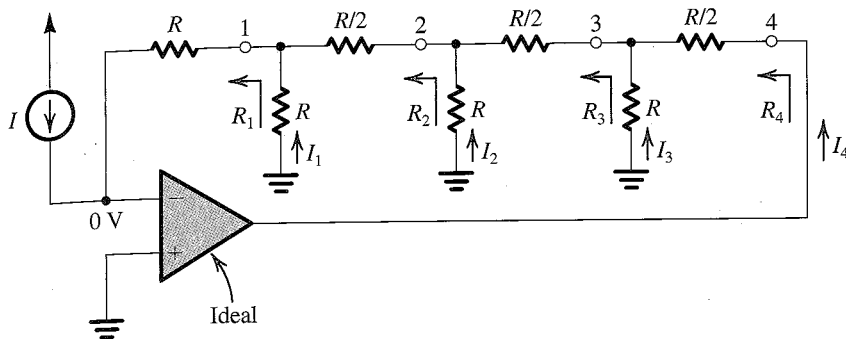 R 1 R/2 2 R/2 3 R/2 4
I R1 R R2 R R3 R R4
I1 I2 I3 I4
0 V
−
+
Ideal